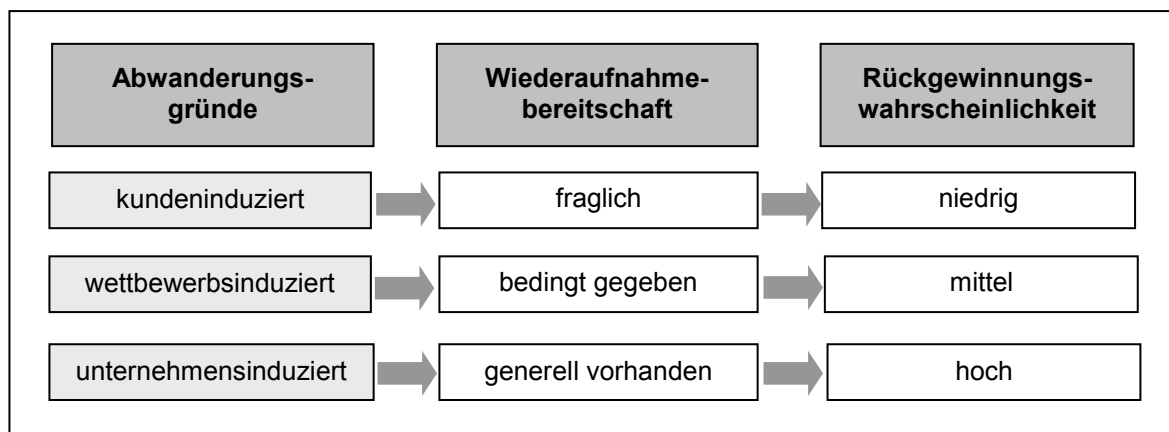 Abwanderungs-
gründe
Wiederaufnahme-
bereitschaft
Rückgewinnungs-
wahrscheinlichkeit
kundeninduziert
fraglich
niedrig
wettbewerbsinduziert
bedingt gegeben
mittel
unternehmensinduziert
generell vorhanden
hoch